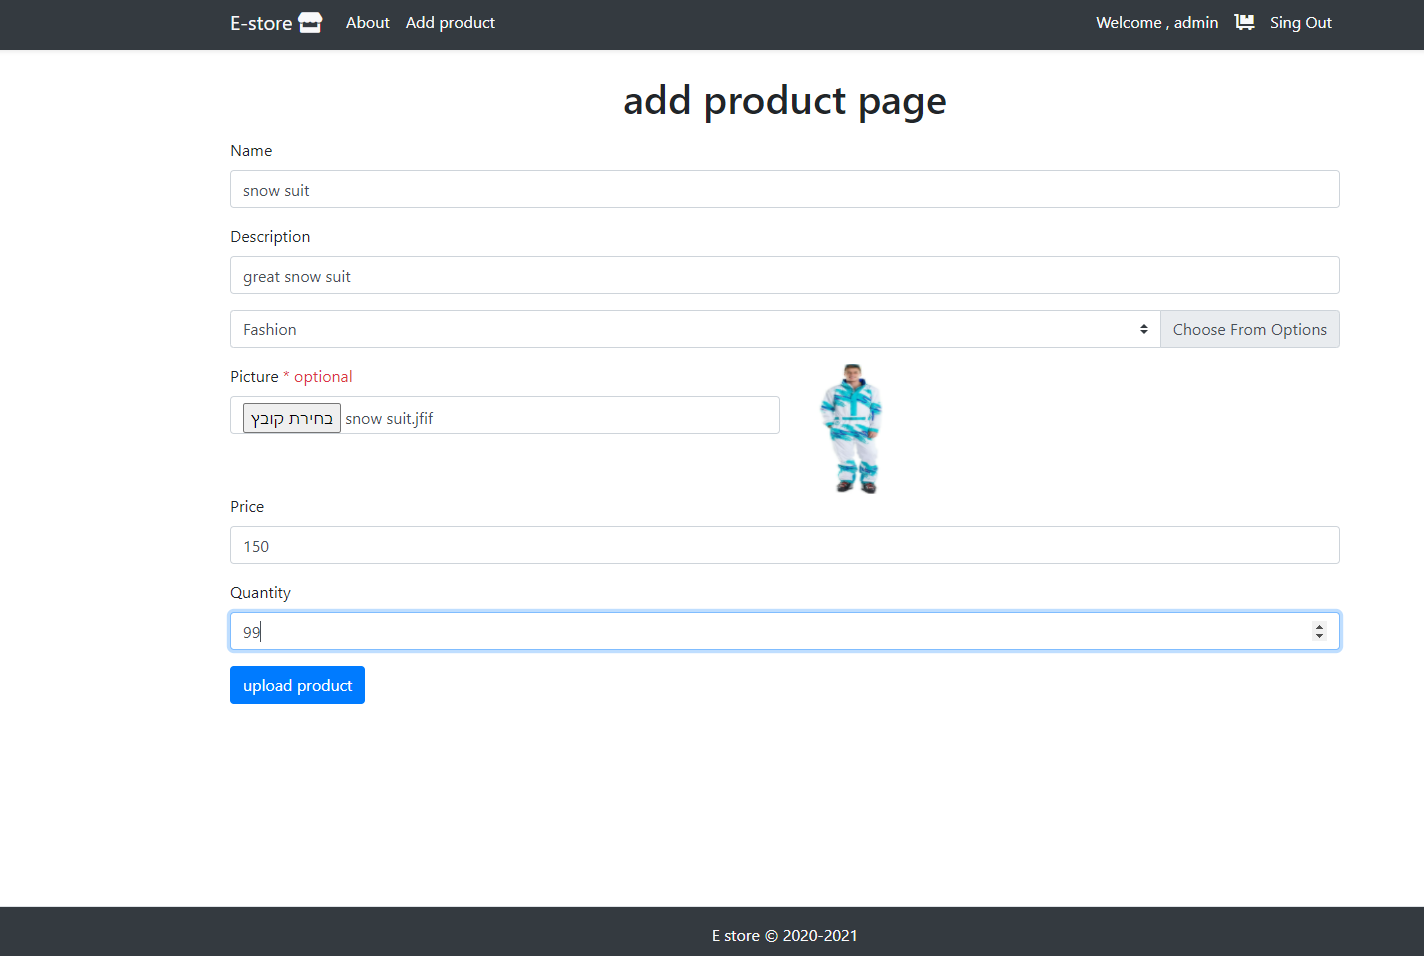 E-store About Add product Welcome , admin Sing Out
add product page
Name
snow suit
Description
great snow suit
Fashion Choose From Options
Picture * optional
בחירת קובץ snow suit.jfif
Price
150
Quantity
99
upload product
E store © 2020-2021